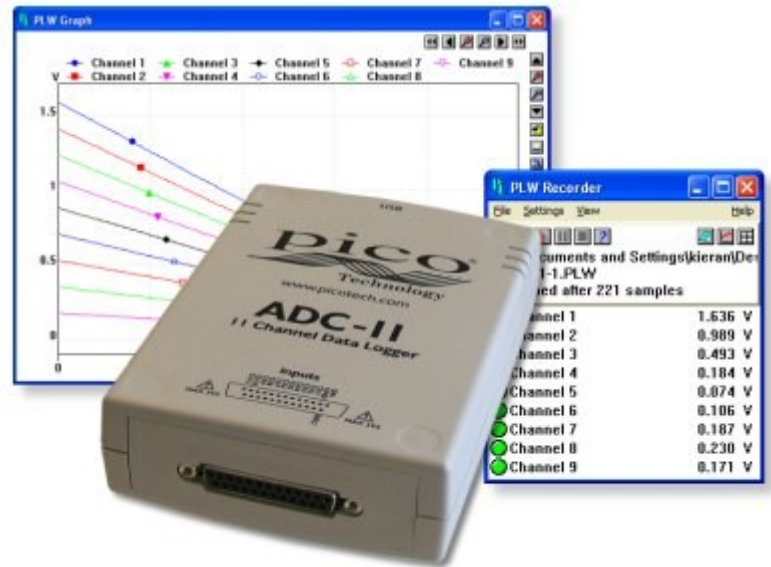 PLW Graph
Channel 1 Channel 3 Channel 5 Channel 7 Channel 9
Channel 2 Channel 4 Channel 6 Channel 8
V
1.5
1
0.5
0
0
PLW Recorder
File Settings View Help
cuments and Settings\kieran\De
1-1.PLW
ed after 221 samples
Channel 1 1.636 V
Channel 2 0.989 V
Channel 3 0.493 V
Channel 4 0.184 V
Channel 5 0.074 V
Channel 6 0.106 V
Channel 7 0.187 V
Channel 8 0.230 V
Channel 9 0.171 V
USB
pico
Technology
www.picotech.com
ADC-11
11 Channel Data Logger
Inputs